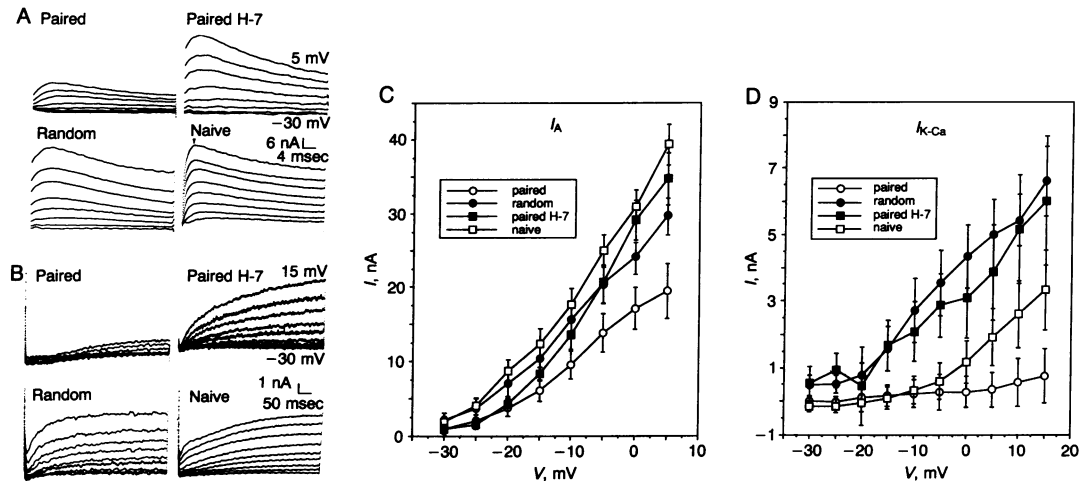 A
Paired
Paired H-7
5 mV
−30 mV
Random
Naive
6 nA
4 msec
B
Paired
Paired H-7
15 mV
−30 mV
Random
Naive
1 nA
50 msec
C
I_A
paired
random
paired H-7
naive
I, nA
40
30
20
10
0
−30
−20
−10
0
10
V, mV
D
I_K-Ca
paired
random
paired H-7
naive
I, nA
9
7
5
3
1
−1
−30
−20
−10
0
10
20
V, mV